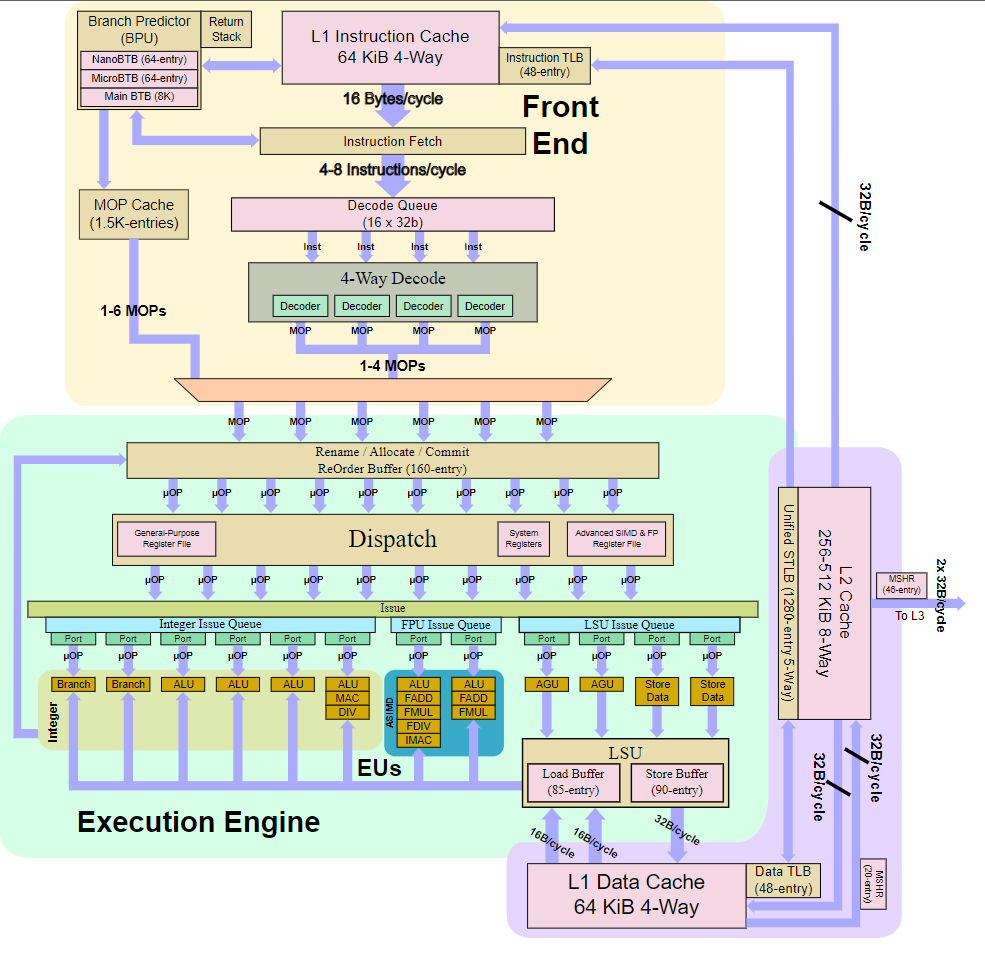 Branch Predictor
(BPU)
Return
Stack
NanoBTB (64-entry)
MicroBTB (64-entry)
Main BTB (8K)
L1 Instruction Cache
64 KiB 4-Way
Instruction TLB
(48-entry)
16 Bytes/cycle
Front
End
Instruction Fetch
4-8 Instructions/cycle
MOP Cache
(1.5K-entries)
Decode Queue
(16 x 32b)
Inst
Inst
Inst
Inst
4-Way Decode
Decoder
Decoder
Decoder
Decoder
MOP
MOP
MOP
MOP
1-6 MOPs
1-4 MOPs
MOP
MOP
MOP
MOP
MOP
MOP
Rename / Allocate / Commit
ReOrder Buffer (160-entry)
µOP
µOP
µOP
µOP
µOP
µOP
µOP
µOP
µOP
General-Purpose
Register File
Dispatch
System
Registers
Advanced SIMD & FP
Register File
µOP
µOP
µOP
µOP
µOP
µOP
µOP
µOP
µOP
Issue
Integer Issue Queue
FPU Issue Queue
LSU Issue Queue
Port
Port
Port
Port
Port
Port
Port
Port
Port
Port
Port
Port
µOP
µOP
µOP
µOP
µOP
µOP
µOP
µOP
µOP
µOP
µOP
µOP
Integer
Branch
Branch
ALU
ALU
ALU
ALU
MAC
DIV
ASIMD
ALU
FADD
FMUL
FDIV
IMAC
ALU
FADD
FMUL
AGU
AGU
Store
Data
Store
Data
EUs
Execution Engine
LSU
Load Buffer
(85-entry)
Store Buffer
(90-entry)
16B/cycle
16B/cycle
32B/cycle
L1 Data Cache
64 KiB 4-Way
Data TLB
(48-entry)
MSHR
(20-entry)
32B/cycle
32B/cycle
32B/cycle
Unified STLB (1280-entry 5-Way)
L2 Cache
256-512 KiB 8-Way
MSHR
(46-entry)
To L3
2x 32B/cycle